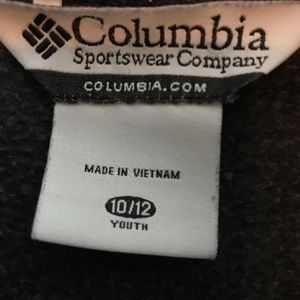 Columbia
Sportswear Company
COLUMBIA.COM
MADE IN VIETNAM
10/12
YOUTH